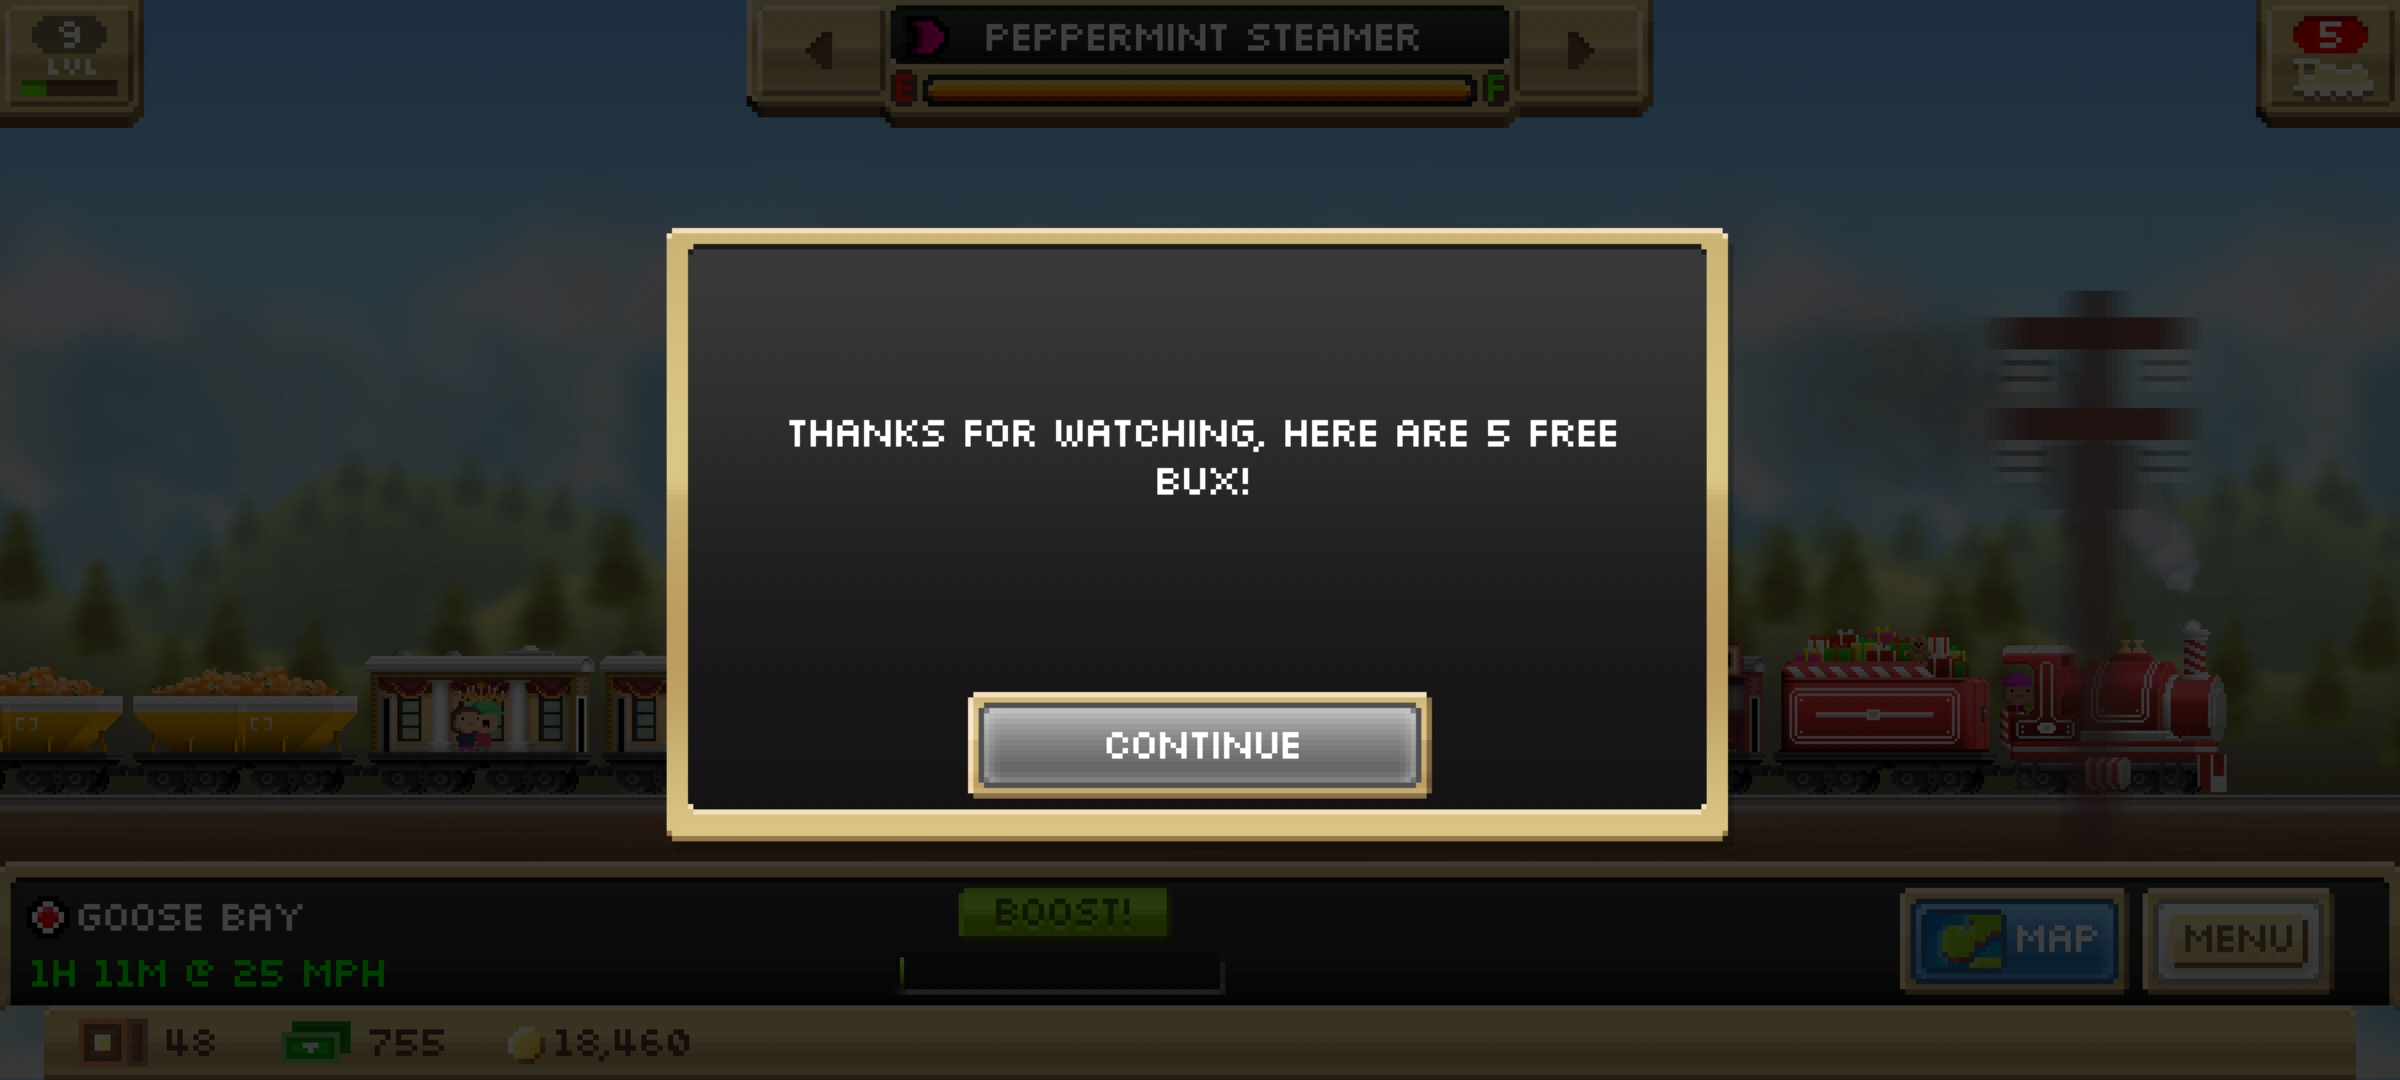 9
LVL
PEPPERMINT STEAMER
E F
5
THANKS FOR WATCHING, HERE ARE 5 FREE
BUX!
CONTINUE
GOOSE BAY
1H 11M @ 25 MPH
BOOST!
MAP
MENU
48 755 18,460